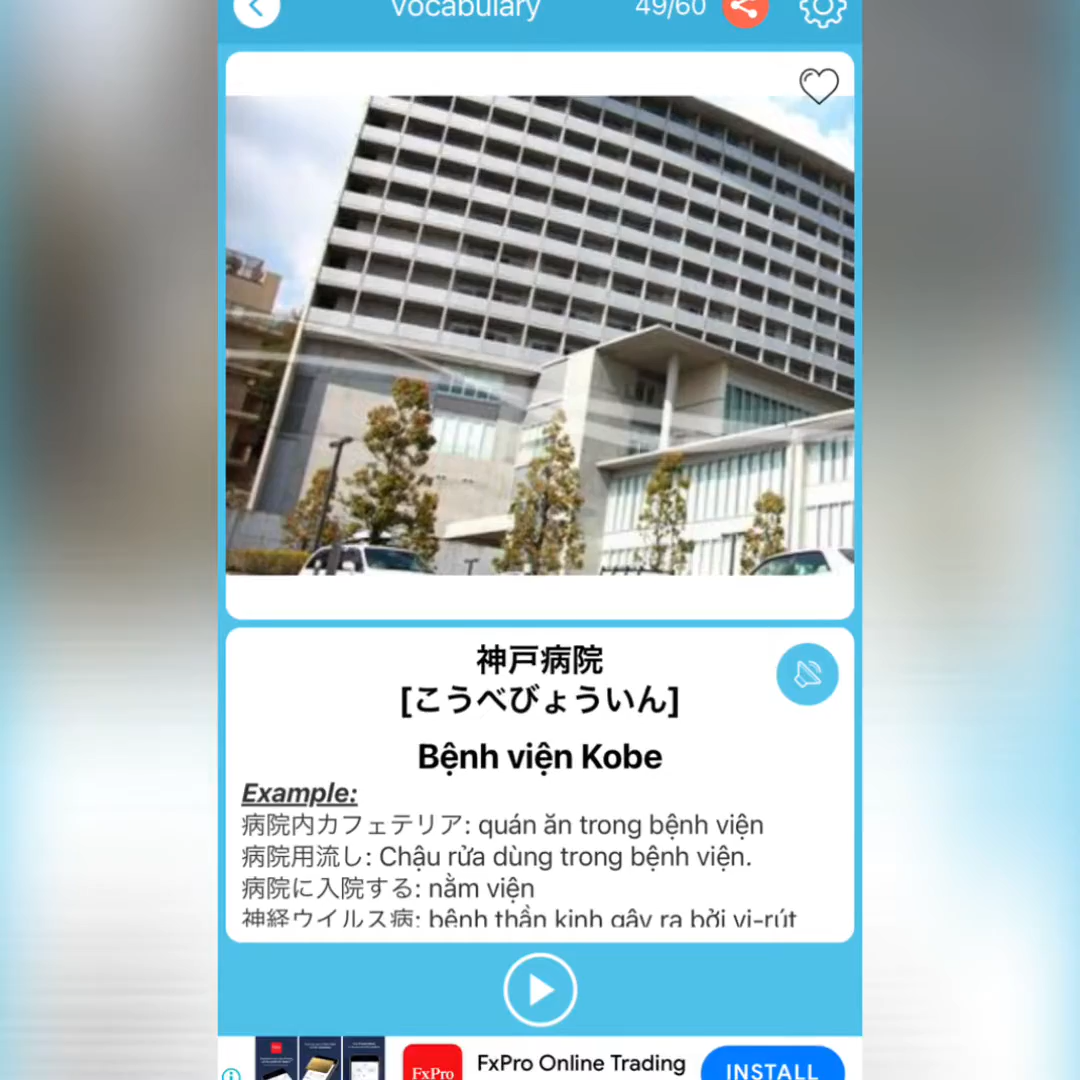 Vocabulary
49/60
神戸病院
[こうべびょういん]
Bệnh viện Kobe
Example:
病院内カフェテリア: quán ăn trong bệnh viện
病院用流し: Chậu rửa dùng trong bệnh viện.
病院に入院する: nằm viện
神経ウイルス病: bệnh thần kinh gây ra bởi vi-rút
FxPro
FxPro Online Trading
INSTALL